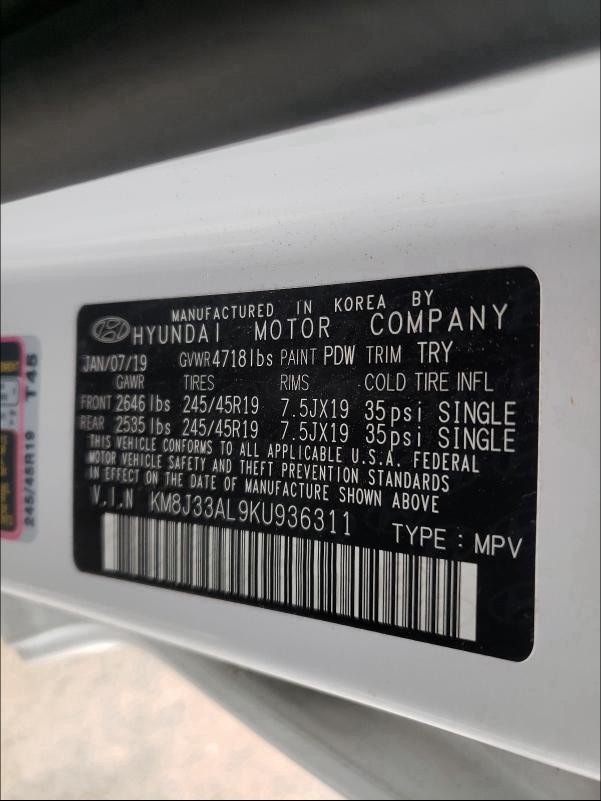 MANUFACTURED IN KOREA BY
HYUNDAI MOTOR COMPANY
JAN/07/19 GVWR 4718lbs PAINT PDW TRIM TRY
GAWR TIRES RIMS COLD TIRE INFL
FRONT 2646 lbs 245/45R19 7.5JX19 35psi SINGLE
REAR 2535 lbs 245/45R19 7.5JX19 35psi SINGLE
THIS VEHICLE CONFORMS TO ALL APPLICABLE U.S.A. FEDERAL
MOTOR VEHICLE SAFETY AND THEFT PREVENTION STANDARDS
IN EFFECT ON THE DATE OF MANUFACTURE SHOWN ABOVE
V.I.N KM8J33AL9KU936311
TYPE : MPV
245/45R19 T45